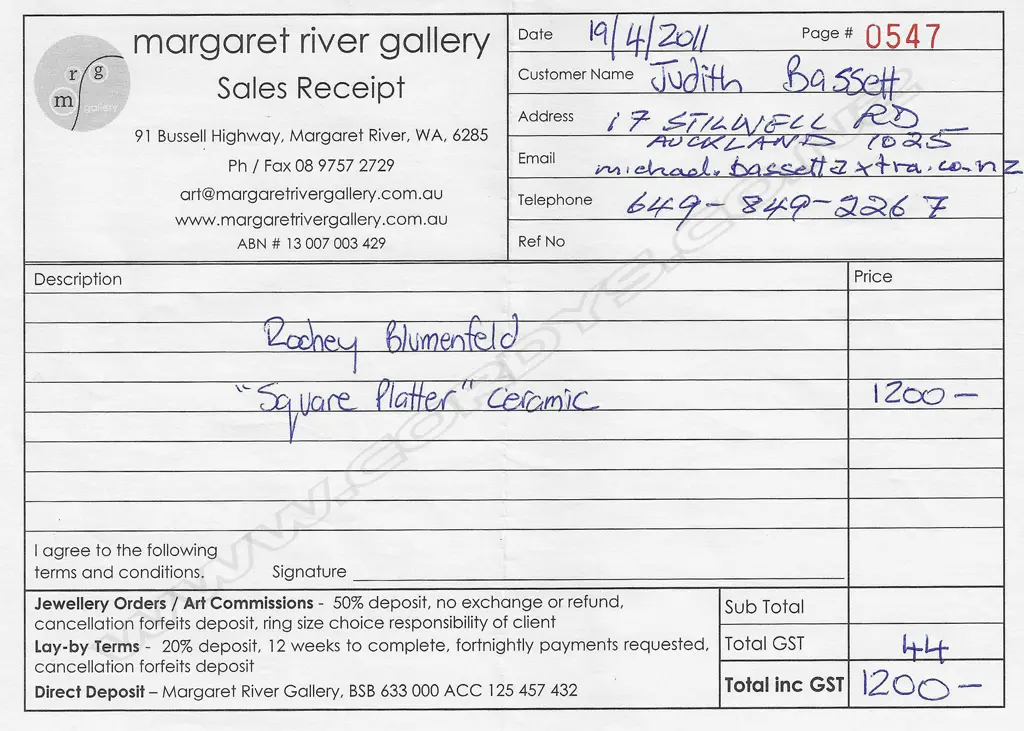 margaret river gallery
Sales Receipt
r g
m gallery
91 Bussell Highway, Margaret River, WA, 6285
Ph / Fax 08 9757 2729
art@margaretrivergallery.com.au
www.margaretrivergallery.com.au
ABN # 13 007 003 429
Date 19/4/2011 Page # 0547
Customer Name Judith Bassett
Address 17 STILWELL RD
AUCKLAND 1025
Email michael.bassett@xtra.co.nz
Telephone 649-849-2267
Ref No
Description Price
Rodney Blumenfeld
"Square Platter" ceramic 1200 -
I agree to the following
terms and conditions. Signature
Jewellery Orders / Art Commissions - 50% deposit, no exchange or refund,
cancellation forfeits deposit, ring size choice responsibility of client
Lay-by Terms - 20% deposit, 12 weeks to complete, fortnightly payments requested,
cancellation forfeits deposit
Direct Deposit – Margaret River Gallery, BSB 633 000 ACC 125 457 432
Sub Total
Total GST 44
Total inc GST 1200 -